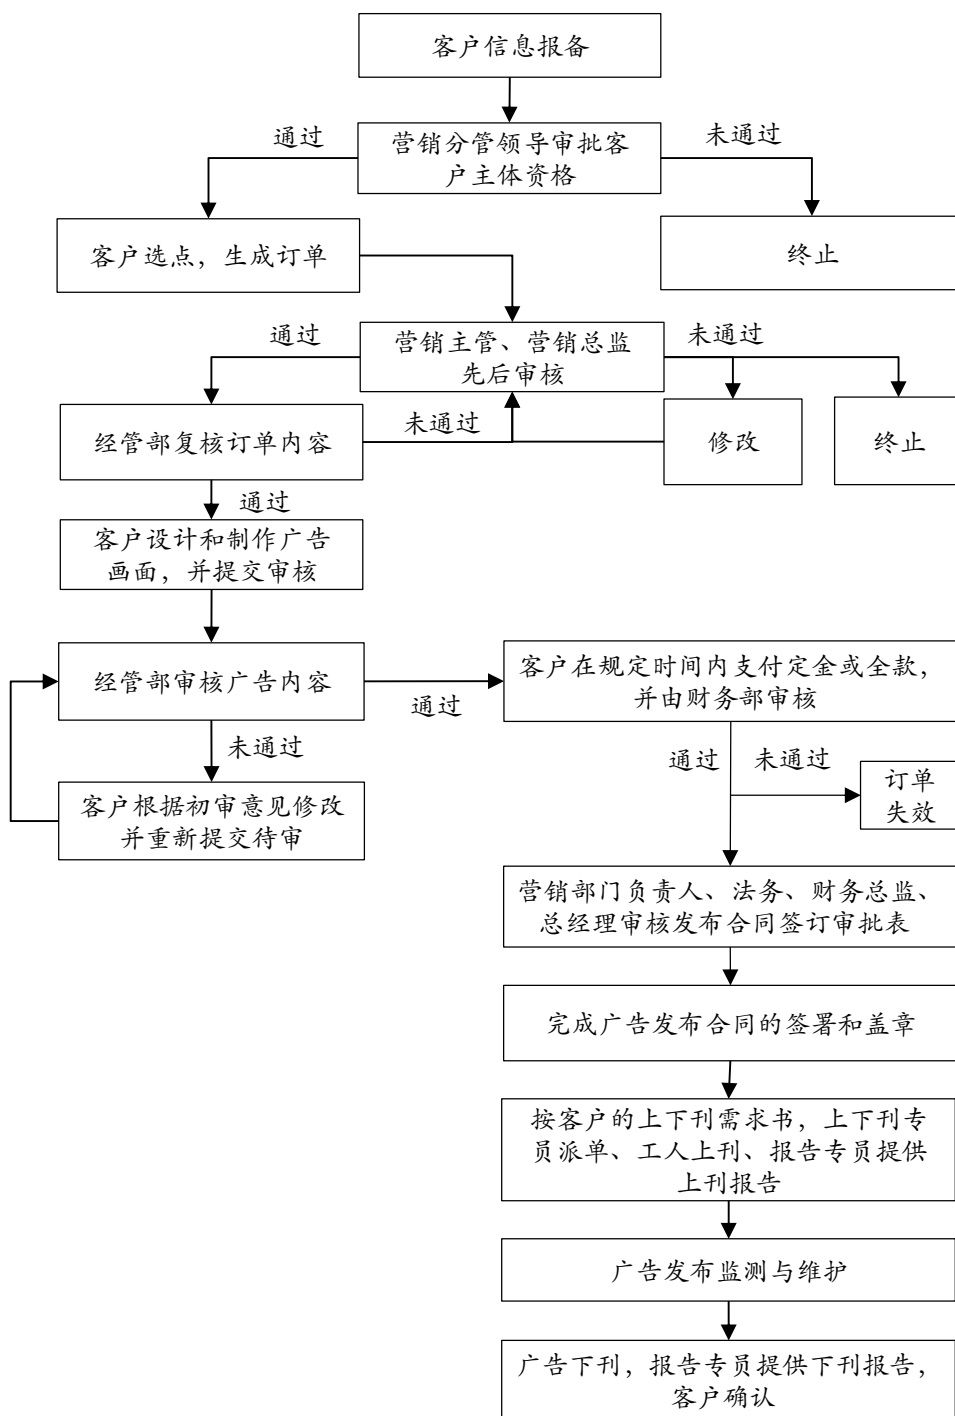 客户信息报备
通过
营销分管领导审批客
户主体资格
未通过
客户选点，生成订单
终止
通过
营销主管、营销总监
先后审核
未通过
经管部复核订单内容
未通过
修改
终止
通过
客户设计和制作广告
画面，并提交审核
经管部审核广告内容
通过
客户在规定时间内支付定金或全款，
并由财务部审核
未通过
通过
未通过
订单
失效
客户根据初审意见修改
并重新提交待审
营销部门负责人、法务、财务总监、
总经理审核发布合同签订审批表
完成广告发布合同的签署和盖章
按客户的上下刊需求书，上下刊专
员派单、工人上刊、报告专员提供
上刊报告
广告发布监测与维护
广告下刊，报告专员提供下刊报告，
客户确认